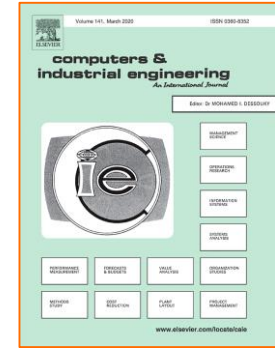 Volume 141, March 2020
ISSN 0360-8352
ELSEVIER
computers &
industrial engineering
An International Journal
Editor: Dr MOHAMED I. DESSOUKY
ie
MANAGEMENT
SCIENCE
OPERATIONS
RESEARCH
INFORMATION
SYSTEMS
SYSTEMS
ANALYSIS
PERFORMANCE
MEASUREMENT
FORECASTS
& BUDGETS
VALUE
ANALYSIS
ORGANIZATION
STUDIES
METHODS
STUDY
COST
REDUCTION
PLANT
LAYOUT
PROJECT
MANAGEMENT
www.elsevier.com/locate/caie